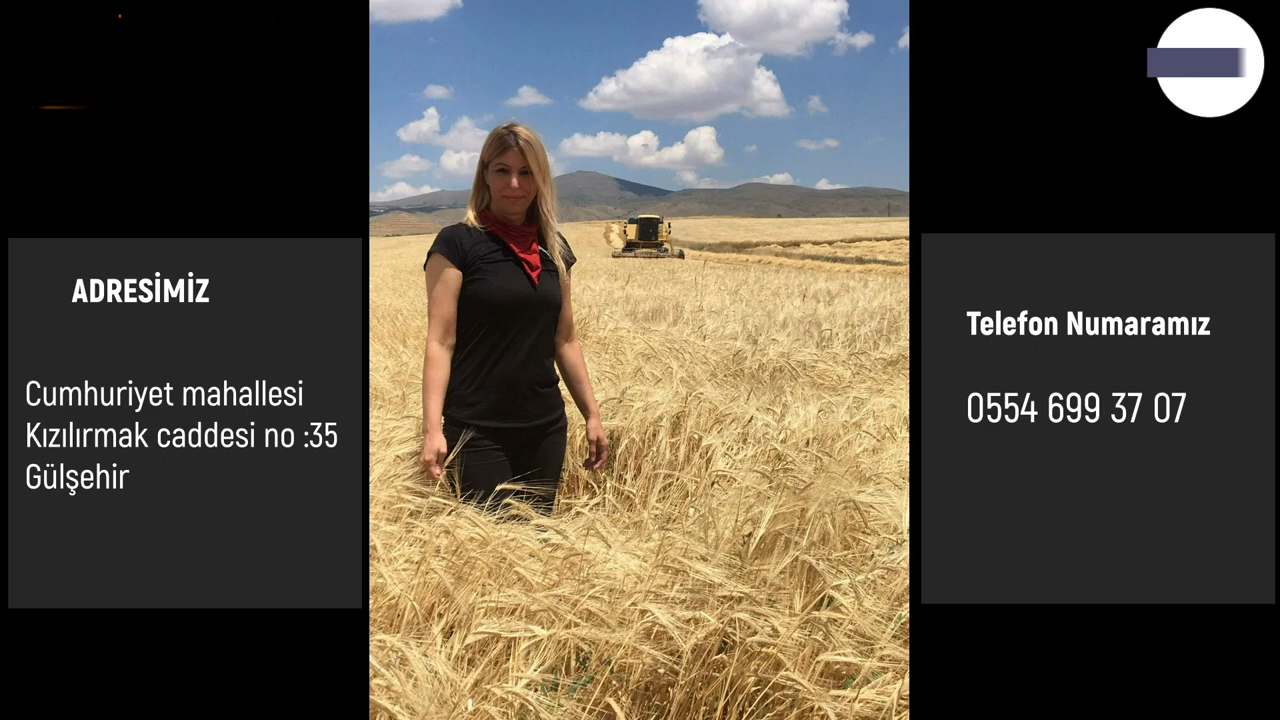 ADRESİMİZ
Cumhuriyet mahallesi
Kızılırmak caddesi no :35
Gülşehir
Telefon Numaramız
0554 699 37 07